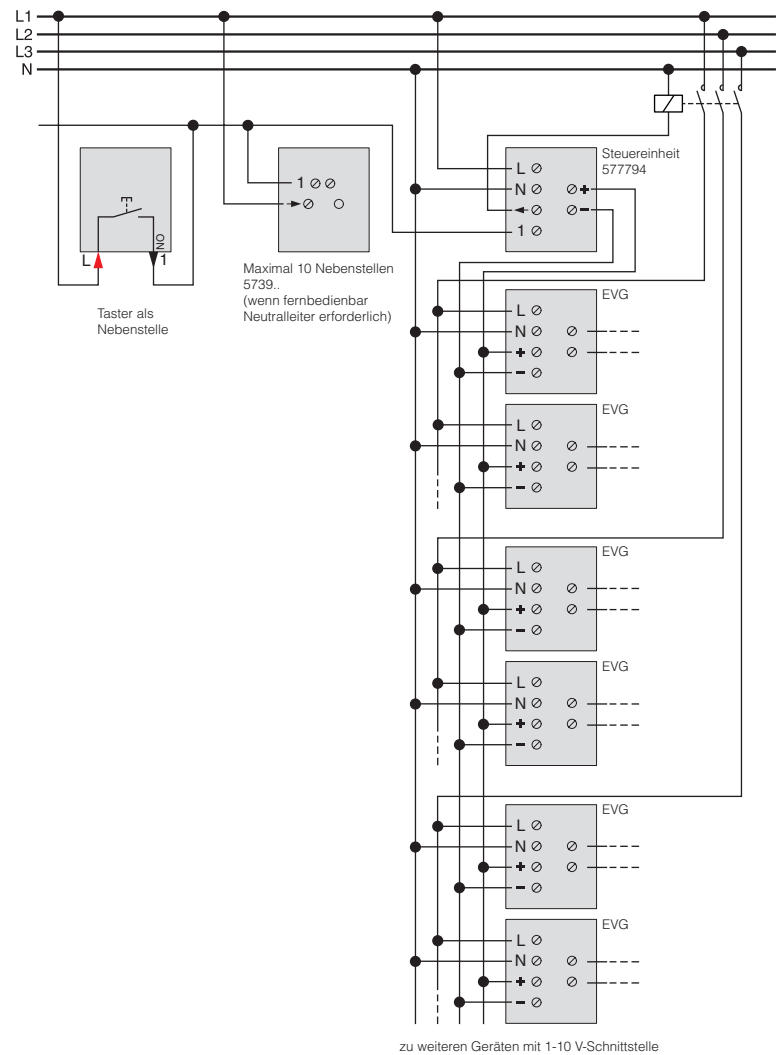 L1
L2
L3
N
Steuereinheit
577794
L
N
+
-
1
1
L
ON
1
Taster als
Nebenstelle
Maximal 10 Nebenstellen
5739..
(wenn fernbedienbar
Neutralleiter erforderlich)
EVG
L
N
+
-
EVG
L
N
+
-
EVG
L
N
+
-
EVG
L
N
+
-
EVG
L
N
+
-
EVG
L
N
+
-
zu weiteren Geräten mit 1-10 V-Schnittstelle